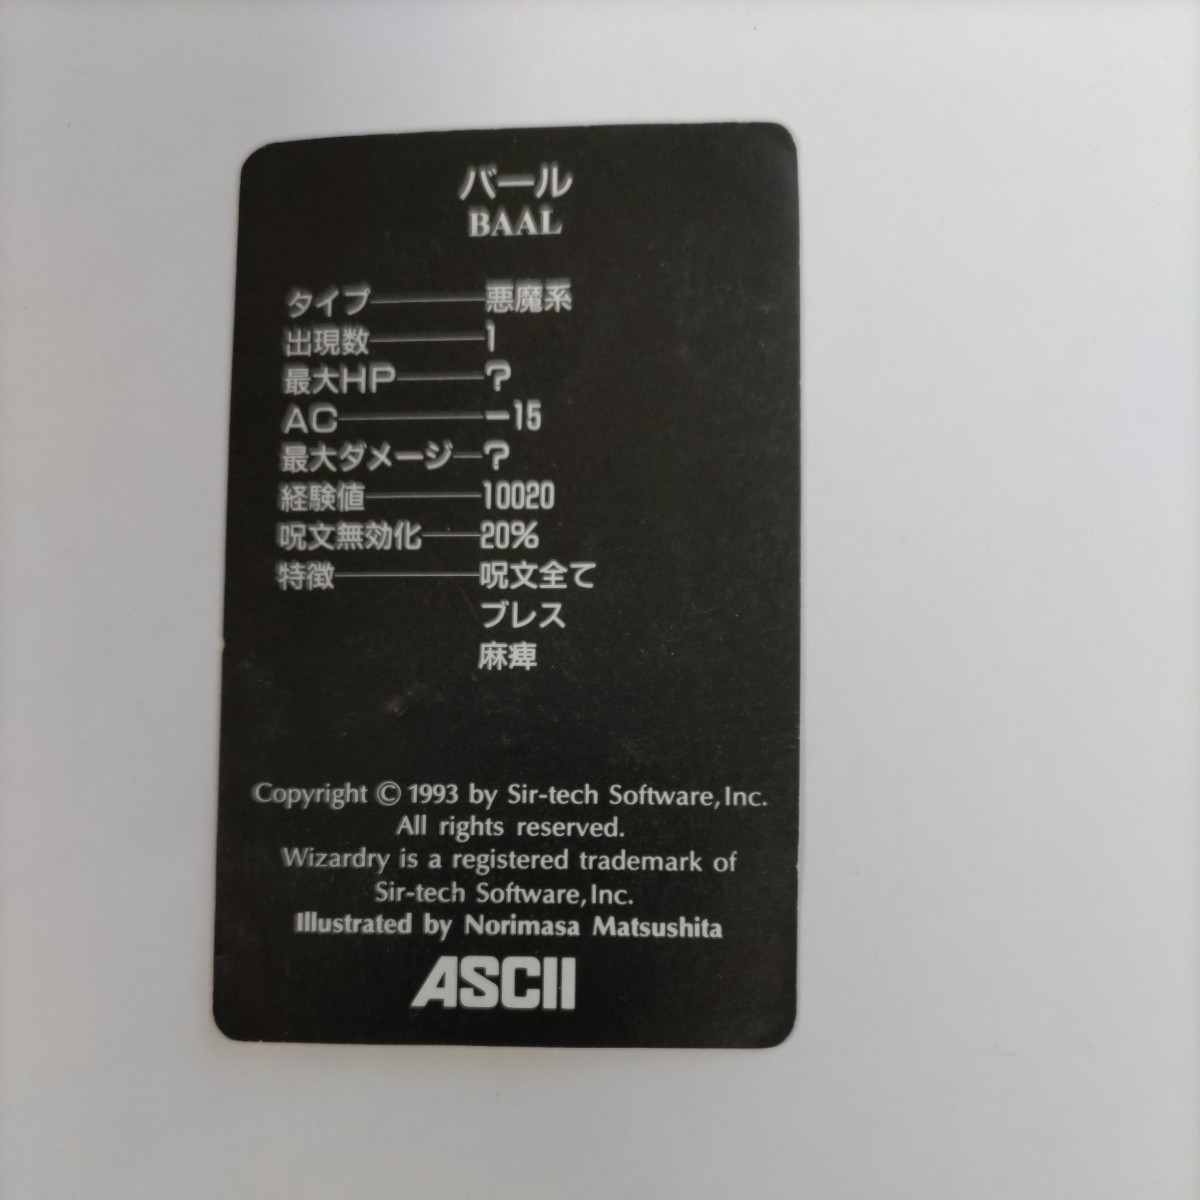 バール
BAAL
タイプ――――悪魔系
出現数――――1
最大HP―――?
AC―――――−15
最大ダメージ―?
経験値――――10020
呪文無効化――20%
特徴―――――呪文全て
ブレス
麻痺
Copyright © 1993 by Sir-tech Software, Inc.
All rights reserved.
Wizardry is a registered trademark of
Sir-tech Software, Inc.
Illustrated by Norimasa Matsushita
ASCII